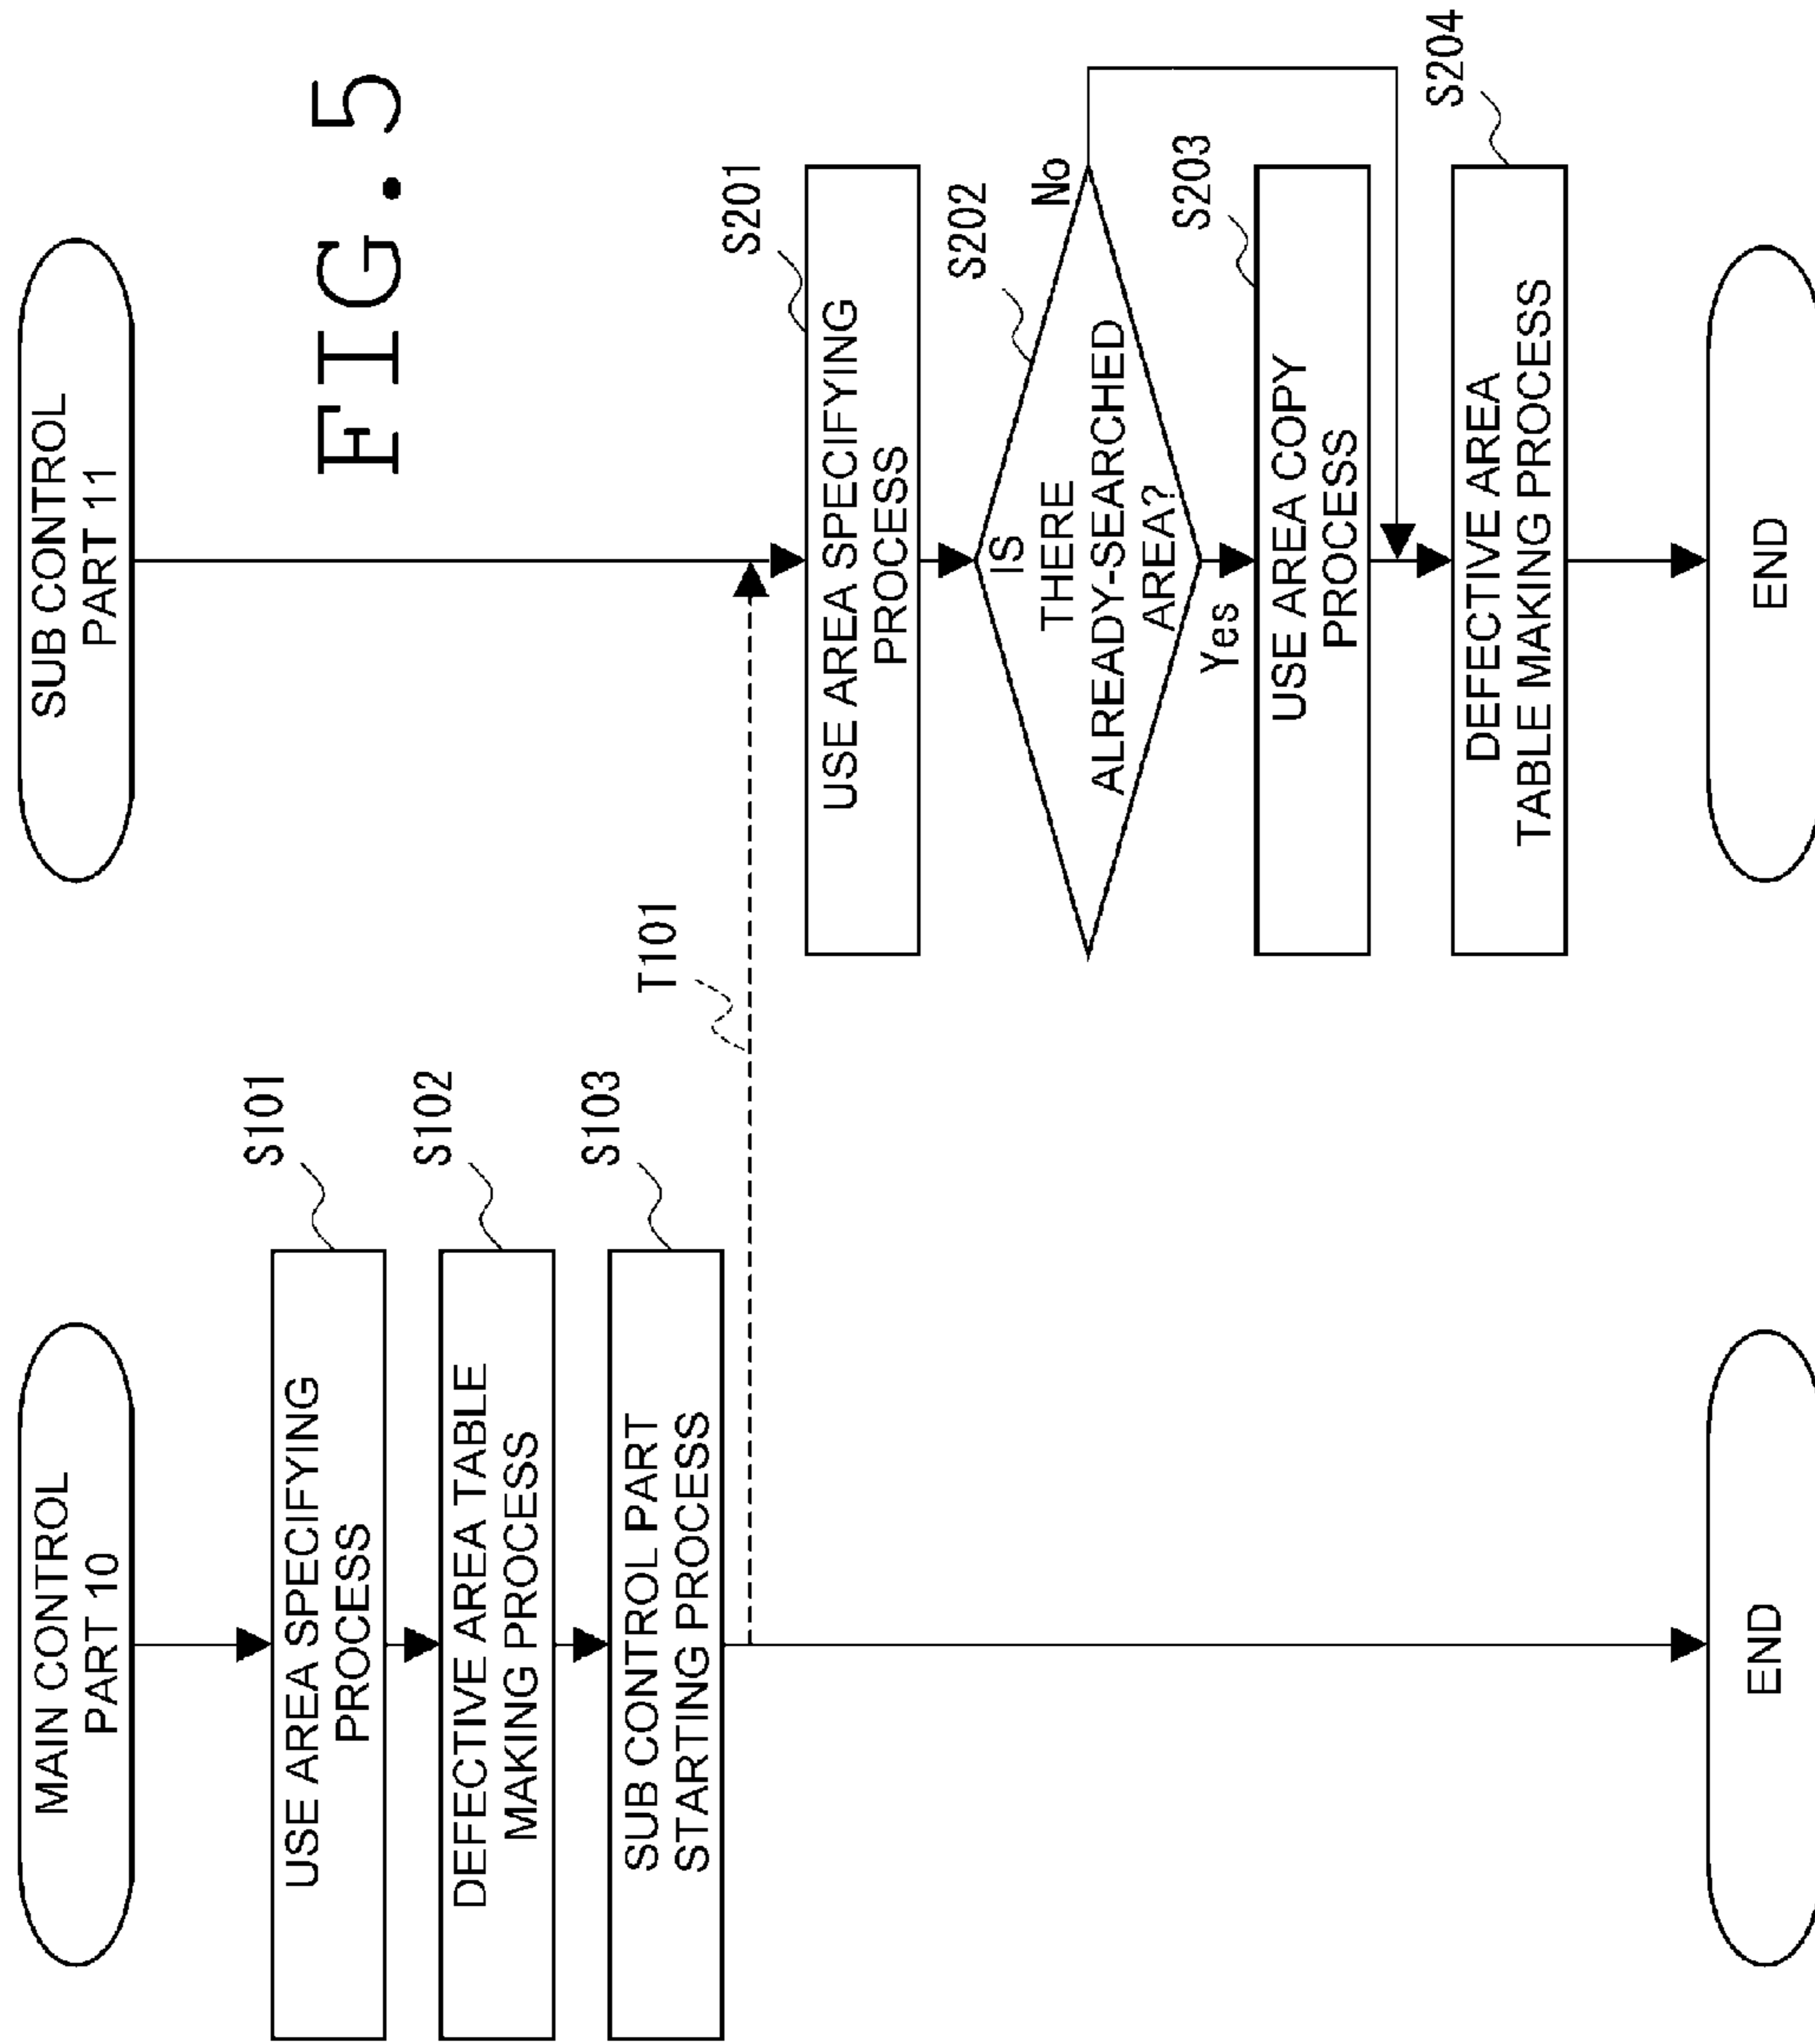 FIG.5
MAIN CONTROL
PART 10
S101
USE AREA SPECIFYING
PROCESS
S102
DEFECTIVE AREA TABLE
MAKING PROCESS
S103
SUB CONTROL PART
STARTING PROCESS
T101
END
SUB CONTROL
PART 11
S201
USE AREA SPECIFYING
PROCESS
S202
IS
THERE
ALREADY-SEARCHED
AREA?
No
Yes
S203
USE AREA COPY
PROCESS
S204
DEFECTIVE AREA
TABLE MAKING PROCESS
END